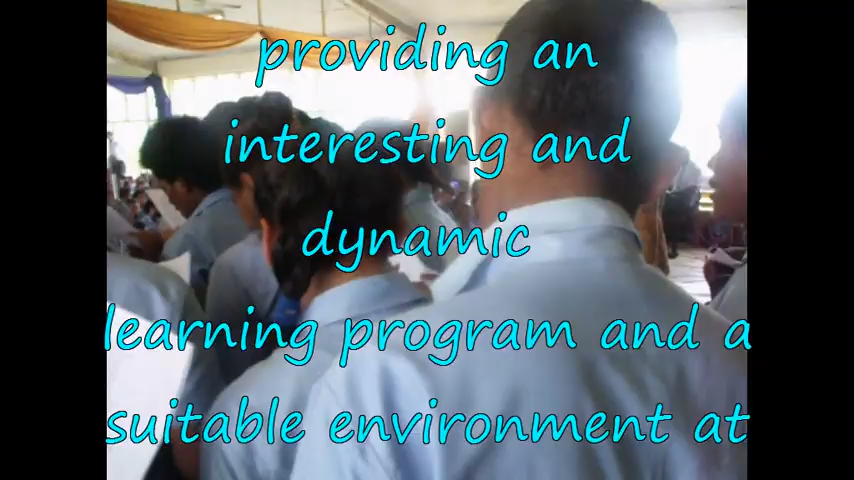 providing an
interesting and
dynamic
learning program and a
suitable environment at